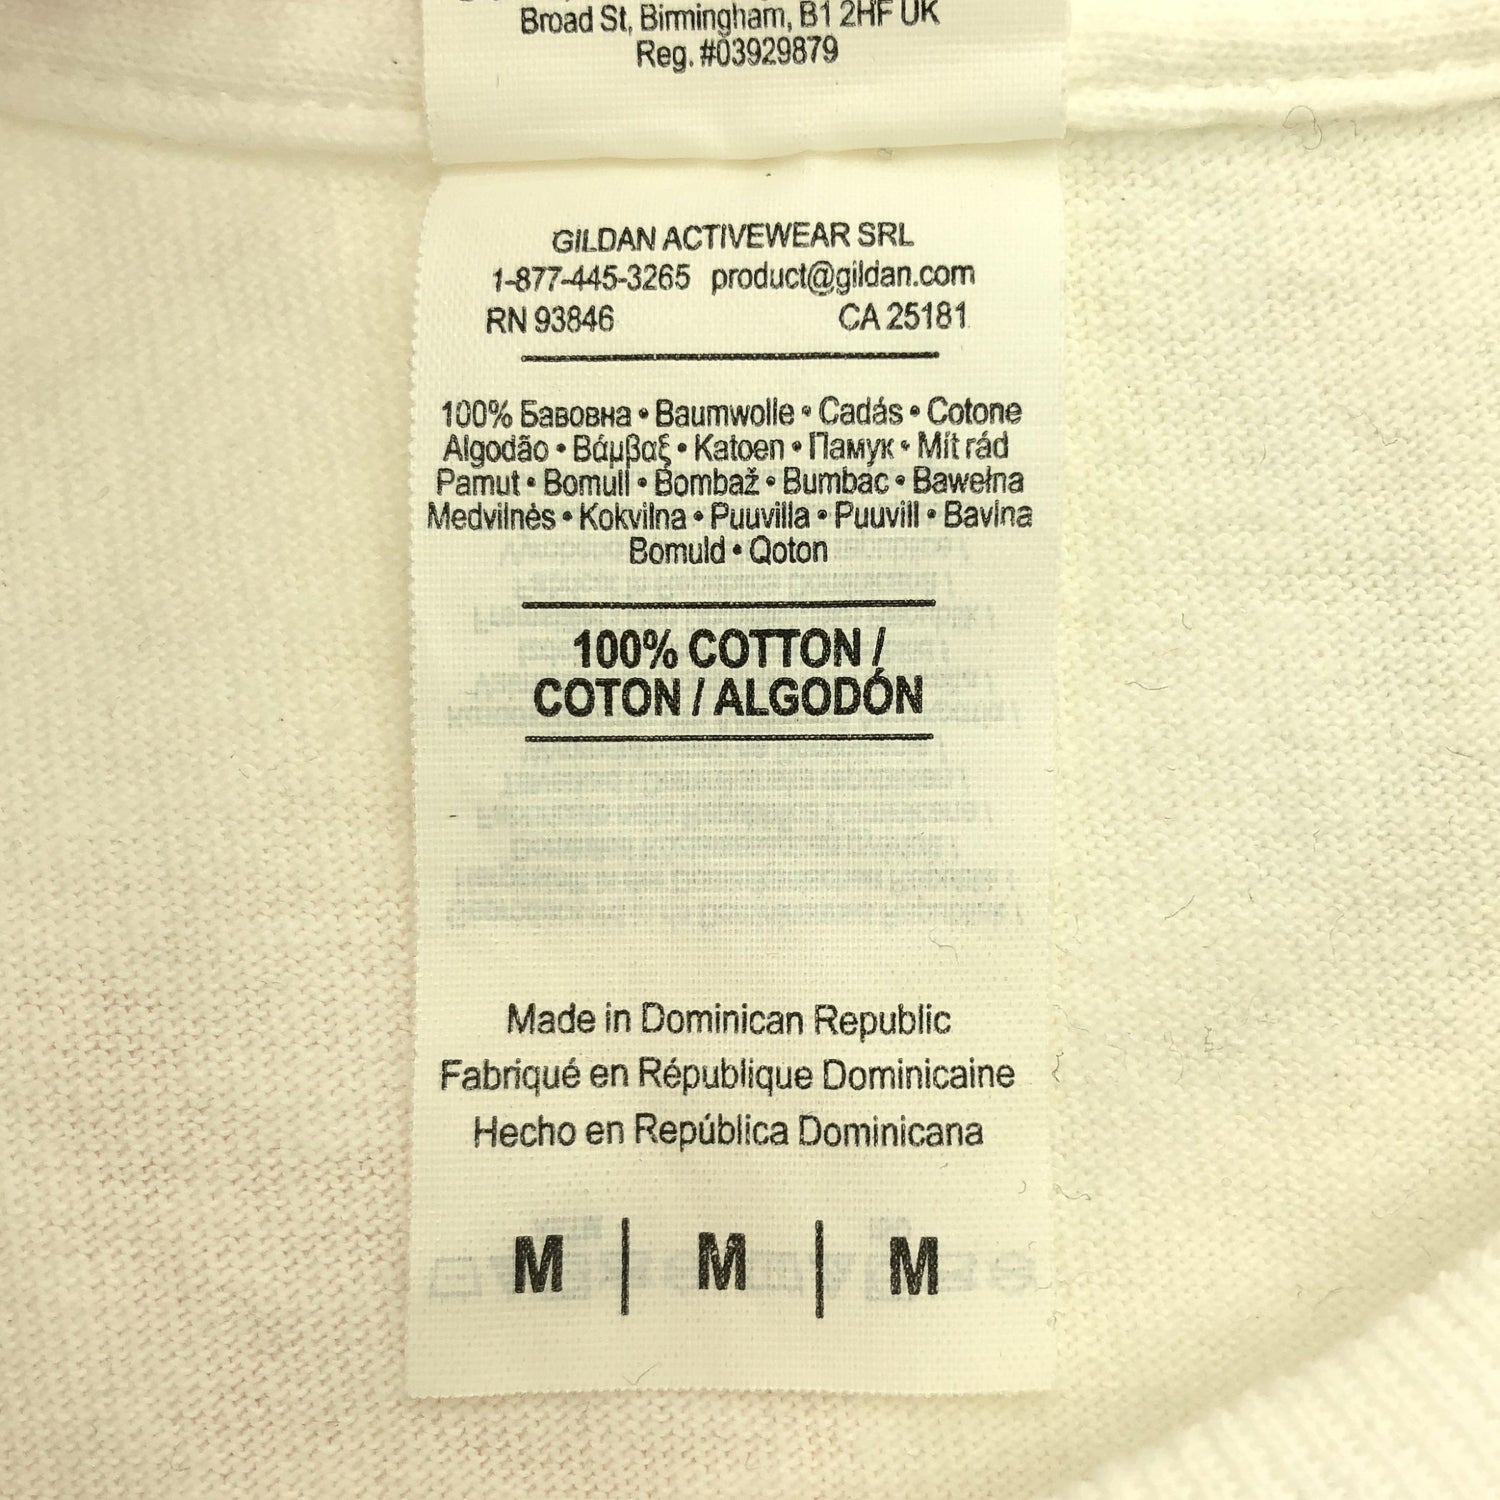 Broad St, Birmingham, B1 2HF UK
Reg. #03929879
GILDAN ACTIVEWEAR SRL
1-877-445-3265 product@gildan.com
RN 93846 CA 25181
100% Бавовна • Baumwolle • Cadás • Cotone
Algodão • Βάμβαξ • Katoen • Памук • Mit rád
Pamut • Bomull • Bombaž • Bumbac • Bawełna
Medvilnės • Kokvilna • Puuvilla • Puuvill • Bavlna
Bomuld • Qoton
100% COTTON /
COTON / ALGODÓN
Made in Dominican Republic
Fabriqué en République Dominicaine
Hecho en República Dominicana
M | M | M